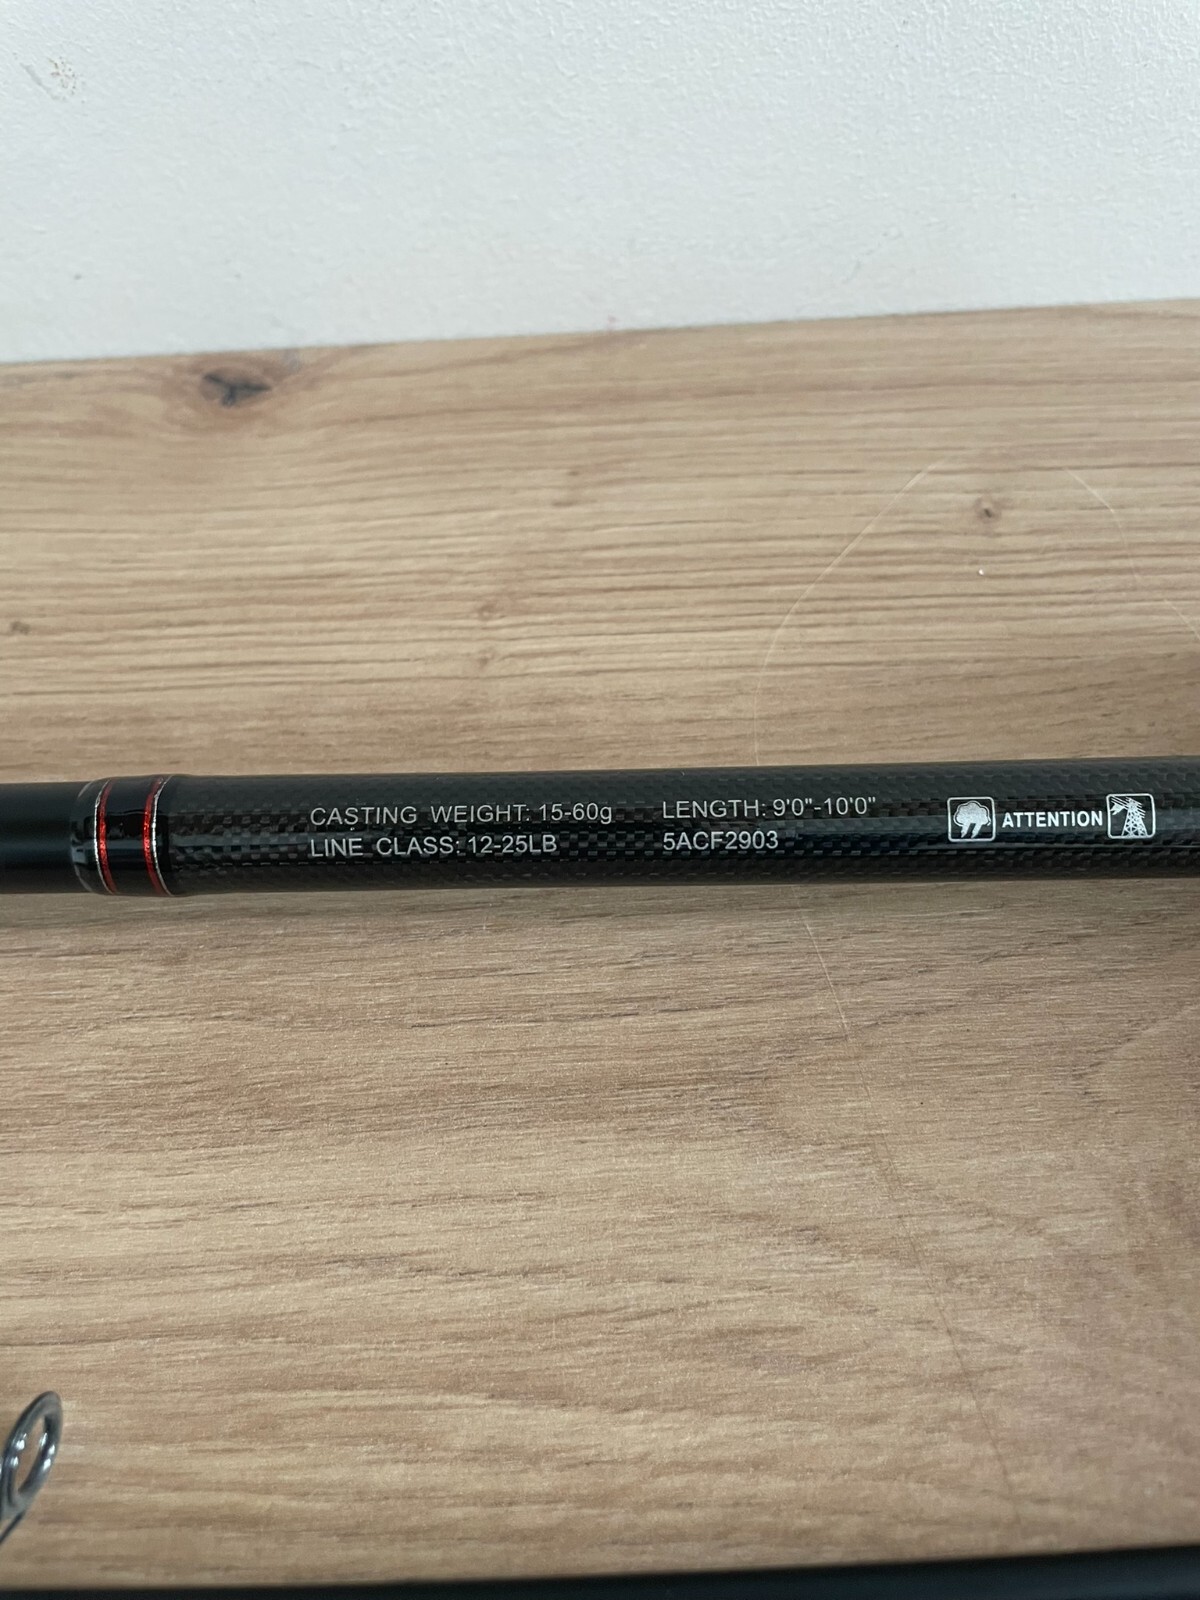 CASTING WEIGHT: 15-60g LENGTH: 9'0"-10'0"
LINE CLASS: 12-25LB 5ACF2903
ATTENTION